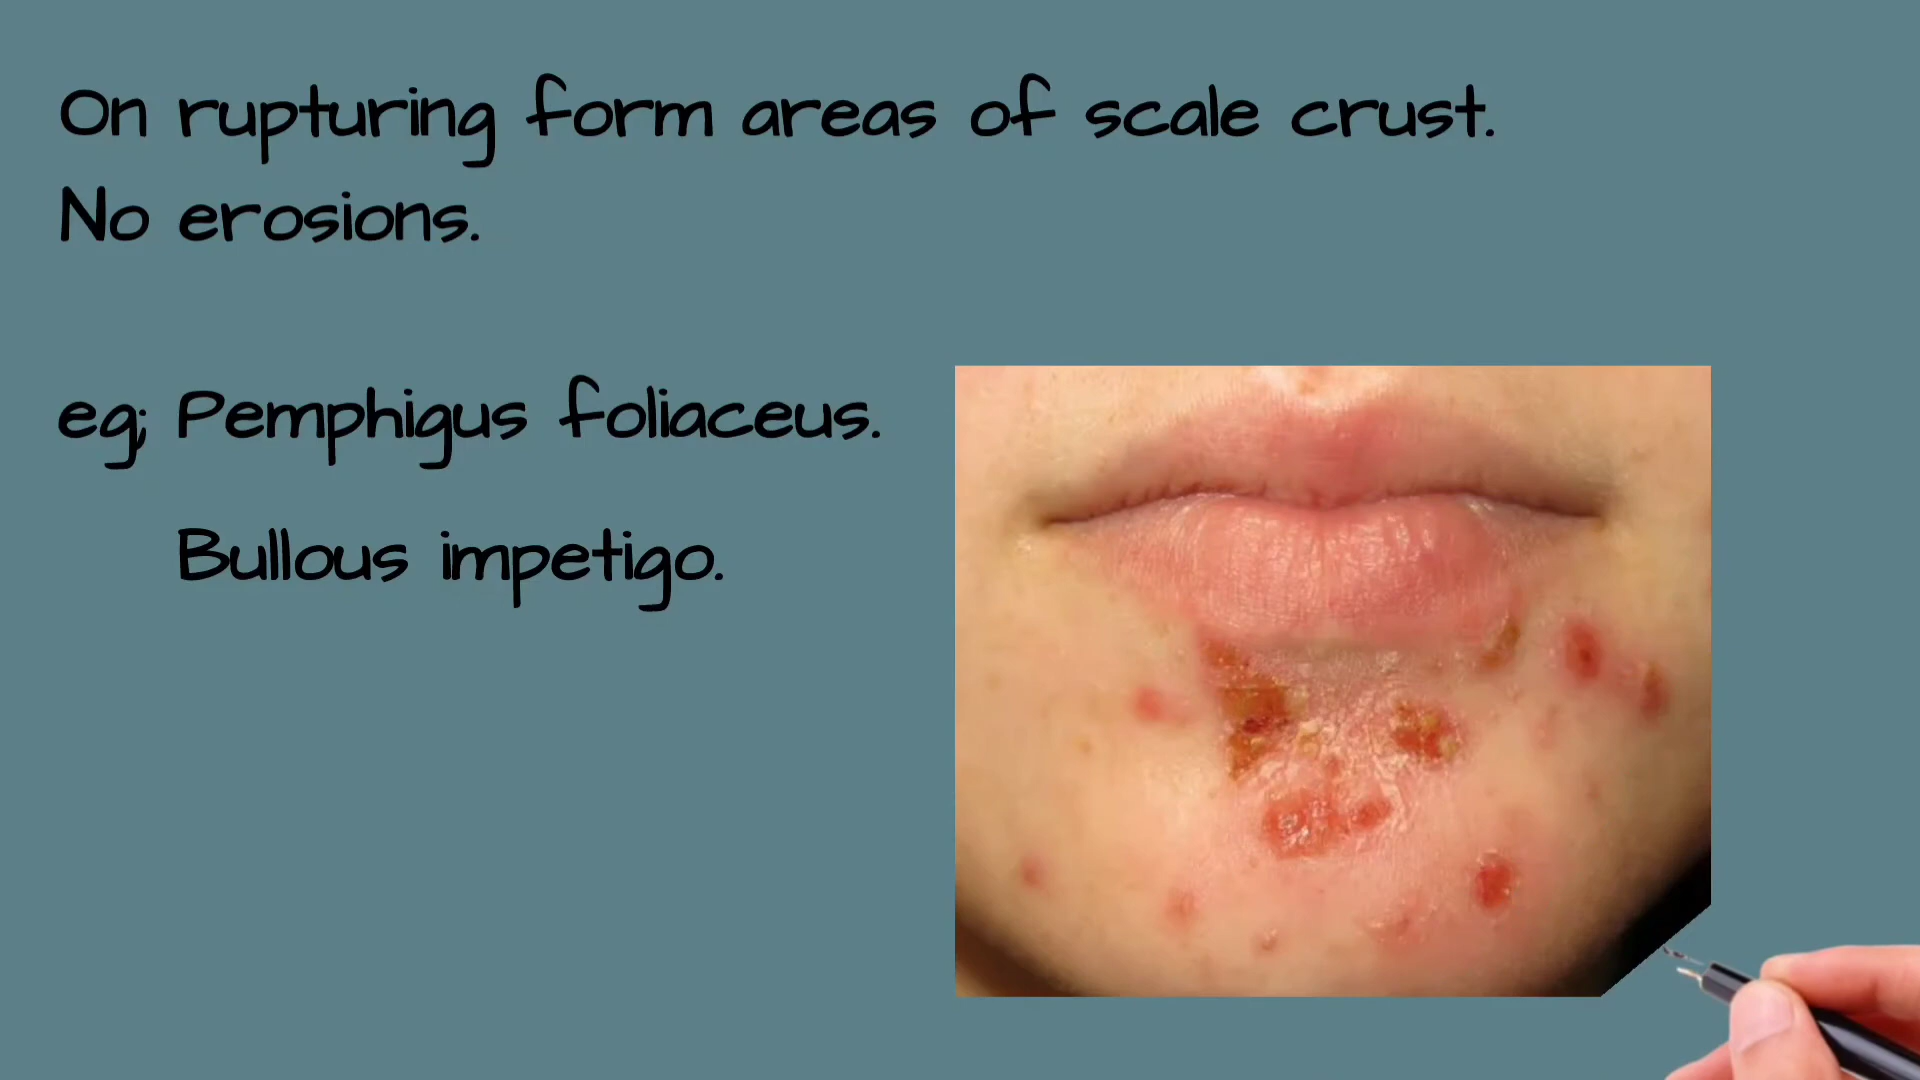 On rupturing form areas of scale crust.
No erosions.
eg; Pemphigus foliaceus.
Bullous impetigo.